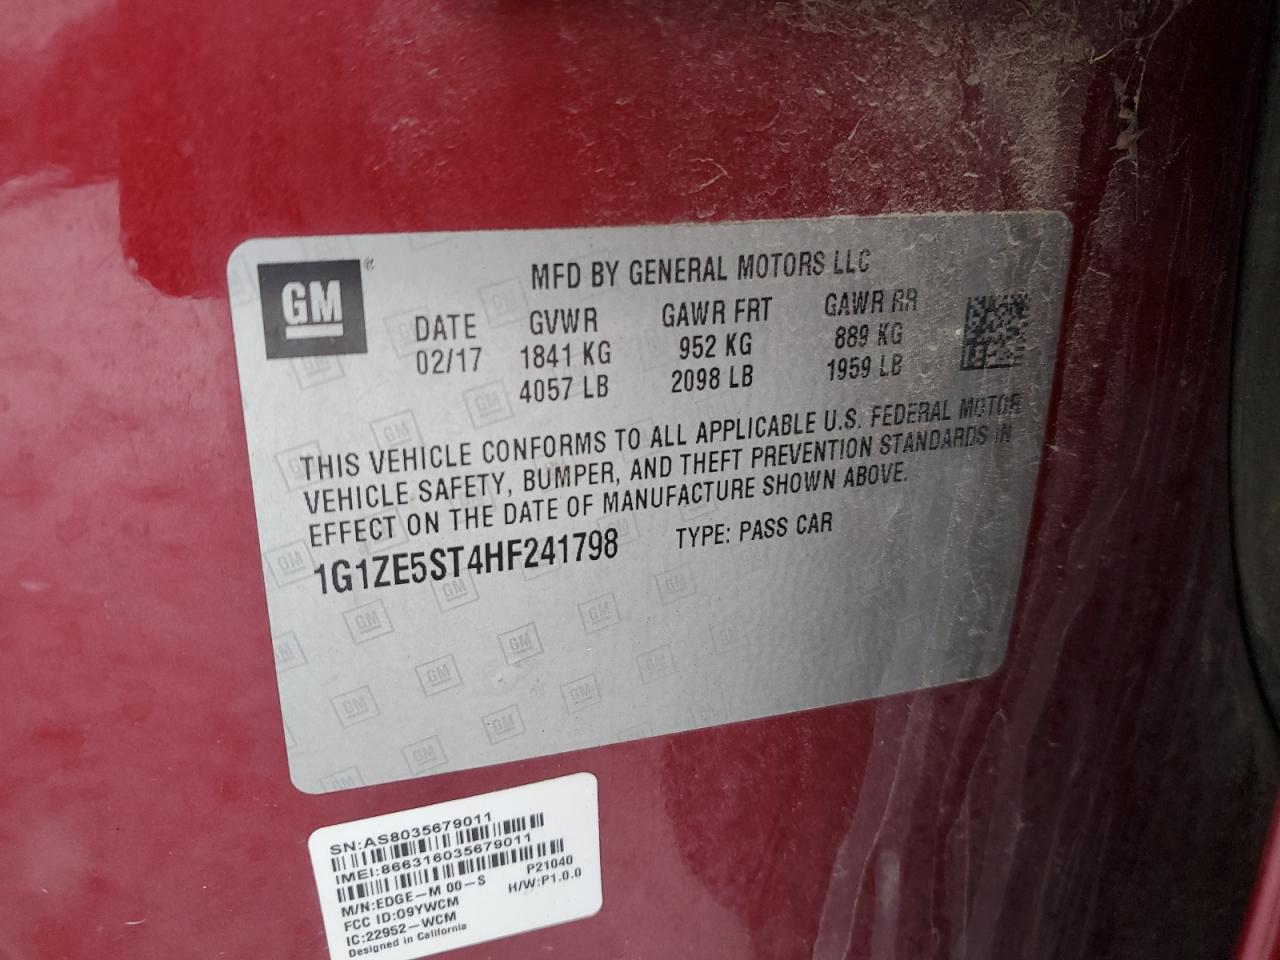 GM®
MFD BY GENERAL MOTORS LLC
DATE GVWR GAWR FRT GAWR RR
02/17 1841 KG 952 KG 889 KG
4057 LB 2098 LB 1959 LB
THIS VEHICLE CONFORMS TO ALL APPLICABLE U.S. FEDERAL MOTOR
VEHICLE SAFETY, BUMPER, AND THEFT PREVENTION STANDARDS IN
EFFECT ON THE DATE OF MANUFACTURE SHOWN ABOVE.
1G1ZE5ST4HF241798 TYPE: PASS CAR
SN:AS8035679011
IMEI:866316035679011
M/N:EDGE-M 00-S P21040
FCC ID:09YWCM H/W:P1.0.0
IC:22952-WCM
Designed in California